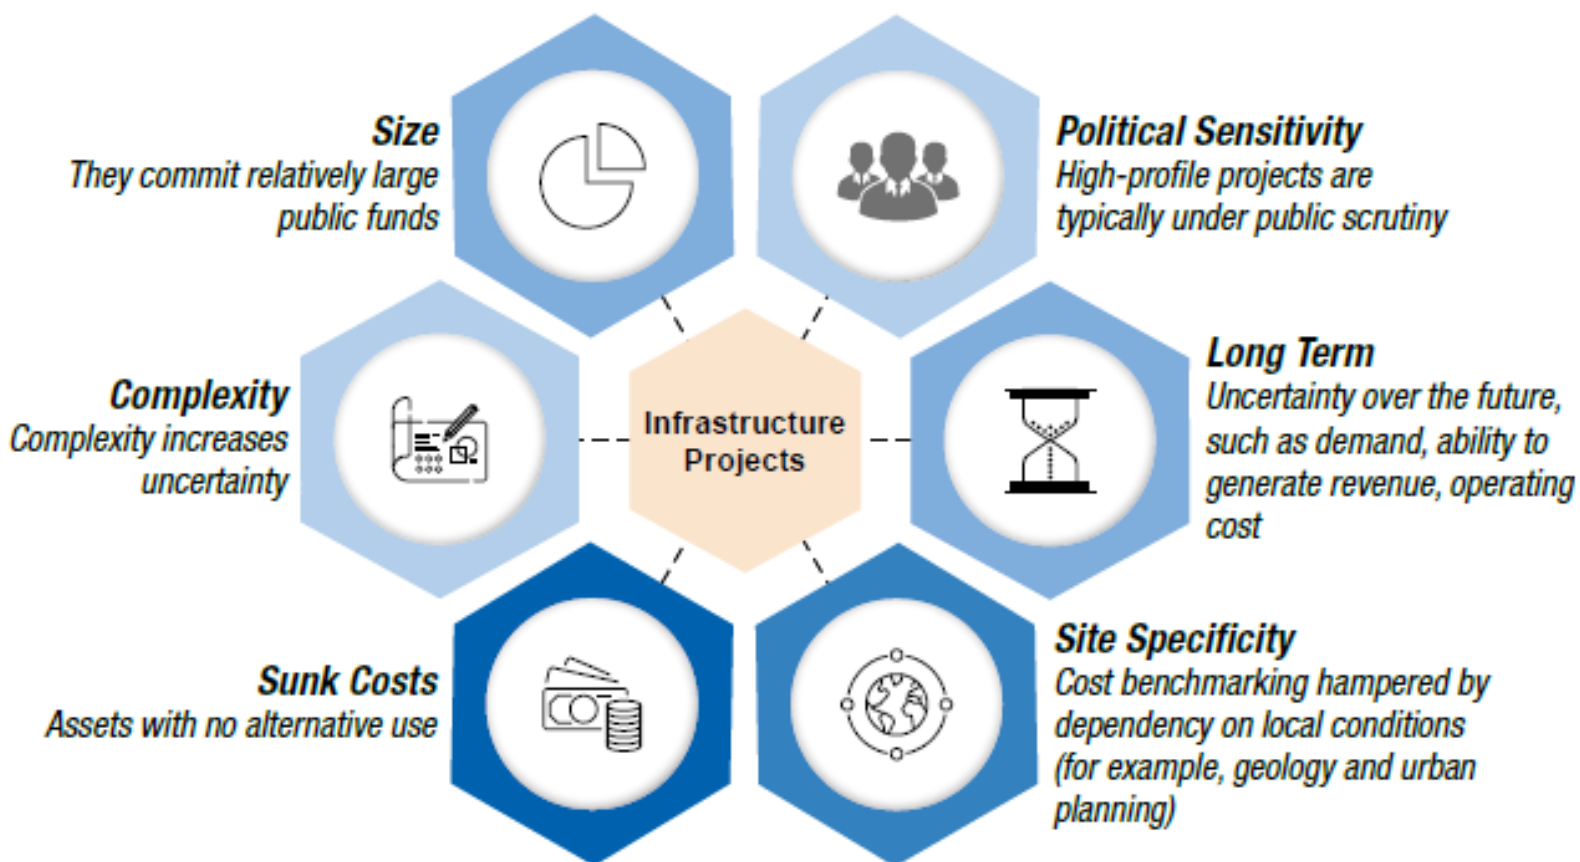 Size
They commit relatively large
public funds
Political Sensitivity
High-profile projects are
typically under public scrutiny
Complexity
Complexity increases
uncertainty
Infrastructure
Projects
Long Term
Uncertainty over the future,
such as demand, ability to
generate revenue, operating
cost
Sunk Costs
Assets with no alternative use
Site Specificity
Cost benchmarking hampered by
dependency on local conditions
(for example, geology and urban
planning)